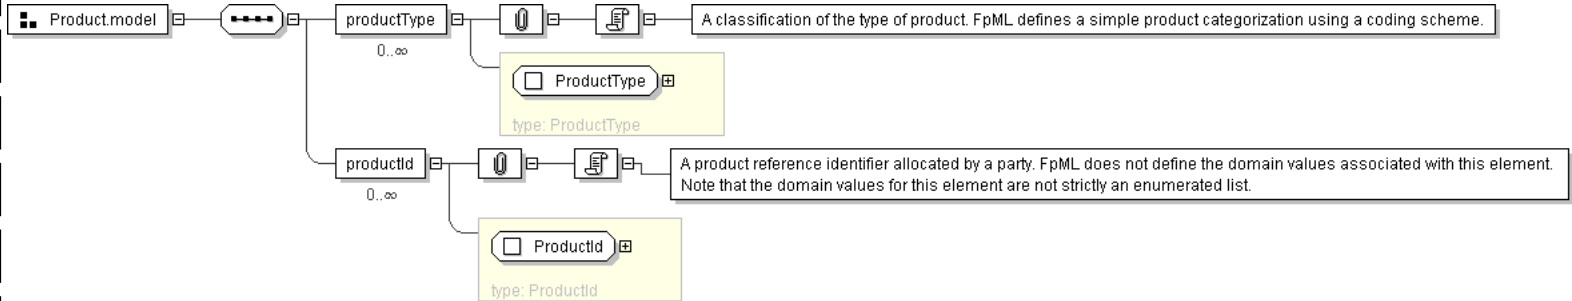 Product.model
productType
A classification of the type of product. FpML defines a simple product categorization using a coding scheme.
0..∞
ProductType
type: ProductType
productId
A product reference identifier allocated by a party. FpML does not define the domain values associated with this element.
Note that the domain values for this element are not strictly an enumerated list.
0..∞
ProductId
type: ProductId